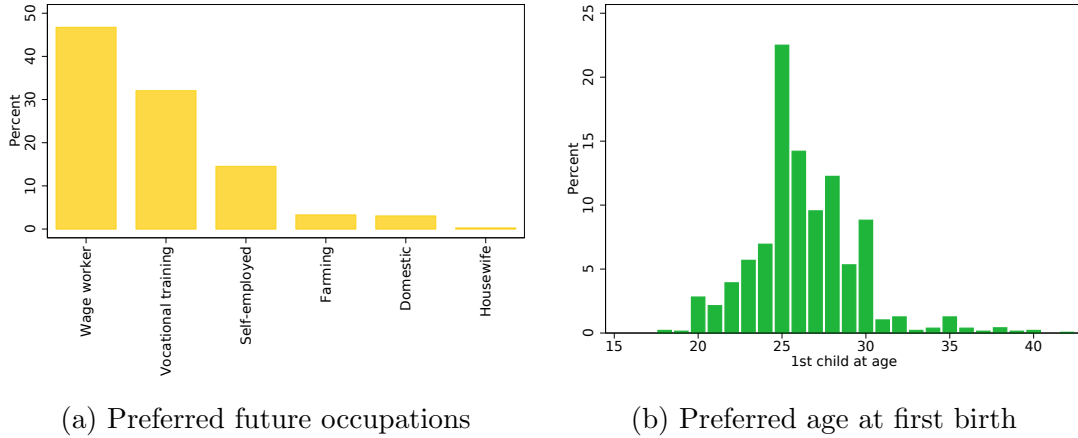 Percent
50
40
30
20
10
0
Wage worker
Vocational training
Self-employed
Farming
Domestic
Housewife
(a) Preferred future occupations
Percent
25
20
15
10
5
0
15 20 25 30 35 40
1st child at age
(b) Preferred age at first birth